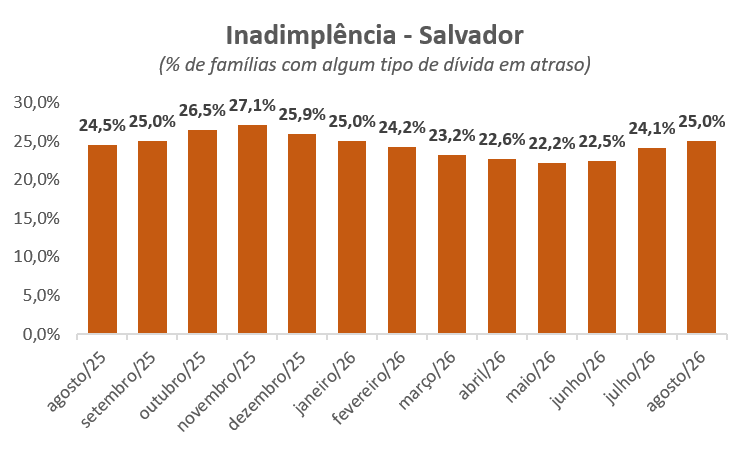 Inadimplência - Salvador
(% de famílias com algum tipo de dívida em atraso)
30,0%
25,0%
20,0%
15,0%
10,0%
5,0%
0,0%
24,5%
25,0%
26,5%
27,1%
25,9%
25,0%
24,2%
23,2%
22,6%
22,2%
22,5%
24,1%
25,0%
agosto/25
setembro/25
outubro/25
novembro/25
dezembro/25
janeiro/26
fevereiro/26
março/26
abril/26
maio/26
junho/26
julho/26
agosto/26